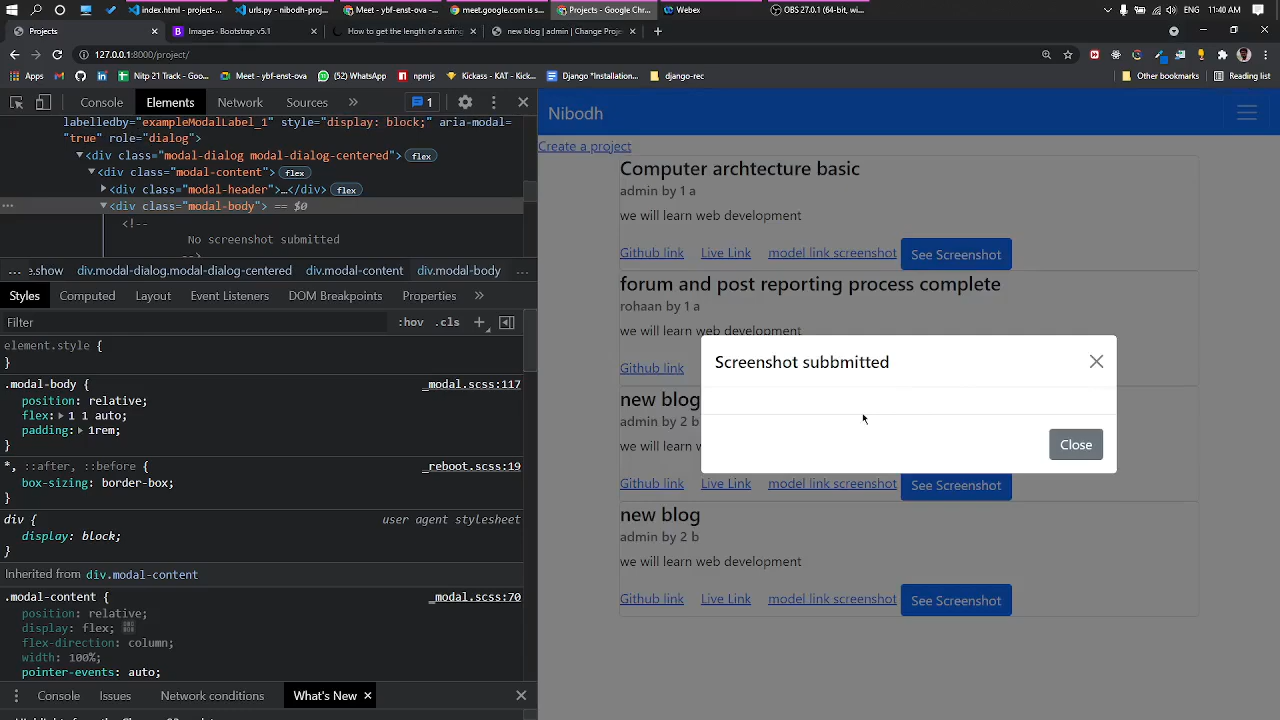 index.html - project-...
urls.py - nibodh-proj...
Meet - ybf-est-ova - ...
meet.google.com is s...
Projects - Google Chr...
Webex
OBS 27.0.1 (64-bit, wi...
ENG
11:40 AM
Projects
Images · Bootstrap v5.1
How to get the length of a string
new blog | admin | Change Proje
127.0.0.1:8000/project/
Apps
Nitp 21 Track - Goo...
Meet - ybf-enst-ova
(52) WhatsApp
npmjs
Kickass - KAT - Kick...
Django *Installation...
django-rec
Other bookmarks
Reading list
Console
Elements
Network
Sources
1
labelledby="exampleModalLabel_1" style="display: block;" aria-modal=
"true" role="dialog">
<div class="modal-dialog modal-dialog-centered"> flex
<div class="modal-content"> flex
<div class="modal-header">…</div> flex
<div class="modal-body"> == $0
<!--
No screenshot submitted
... e.show div.modal-dialog.modal-dialog-centered div.modal-content div.modal-body ...
Styles
Computed
Layout
Event Listeners
DOM Breakpoints
Properties
Filter
:hov .cls +
element.style {
}
.modal-body { _modal.scss:117
position: relative;
flex: 1 1 auto;
padding: 1rem;
}
*, ::after, ::before { _reboot.scss:19
box-sizing: border-box;
}
div { user agent stylesheet
display: block;
}
Inherited from div.modal-content
.modal-content { _modal.scss:70
position: relative;
display: flex;
flex-direction: column;
width: 100%;
pointer-events: auto;
Console
Issues
Network conditions
What's New
Nibodh
Create a project
Computer archtecture basic
admin by 1 a
we will learn web development
Github link Live Link model link screenshot See Screenshot
forum and post reporting process complete
rohaan by 1 a
we will learn web development
Github link
Screenshot subbmitted
Close
new blog
admin by 2 b
we will learn
Github link Live Link model link screenshot See Screenshot
new blog
admin by 2 b
we will learn web development
Github link Live Link model link screenshot See Screenshot